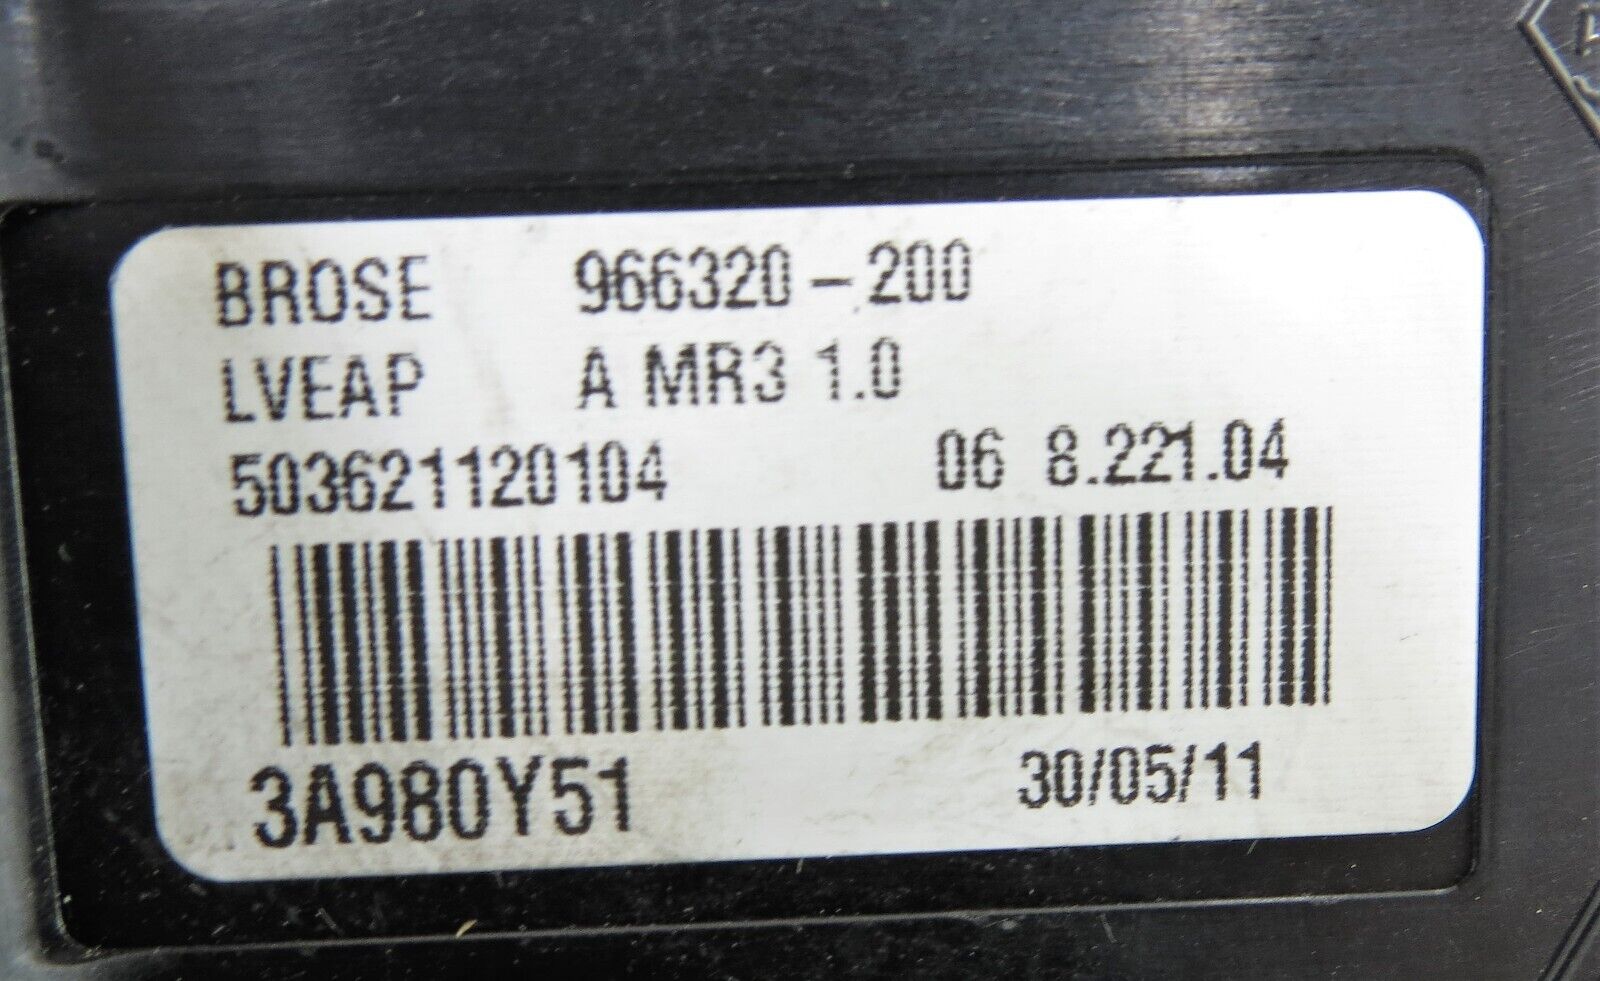 BROSE 966320-200
LVEAP A MR3 1.0
503621120104 06 8.221.04
3A980Y51 30/05/11